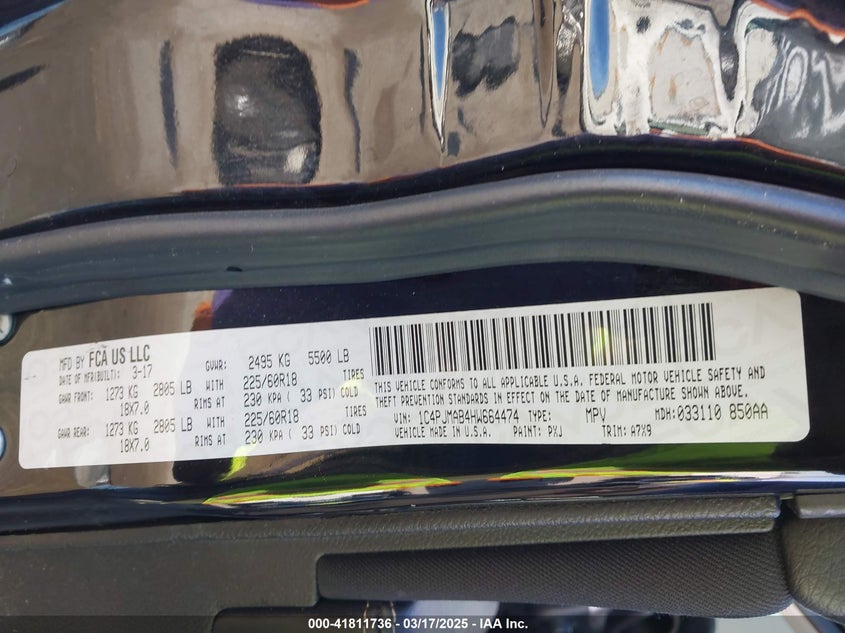 MFD BY FCA US LLC
DATE OF MFR(BUILT): 3-17
GVWR: 2495 KG 5500 LB
GAWR FRONT: 1273 KG 2805 LB WITH 225/60R18 TIRES
18X7.0 RIMS AT 230 KPA ( 33 PSI) COLD
GAWR REAR: 1273 KG 2805 LB WITH 225/60R18 TIRES
18X7.0 RIMS AT 230 KPA ( 33 PSI) COLD
THIS VEHICLE CONFORMS TO ALL APPLICABLE U.S.A. FEDERAL MOTOR VEHICLE SAFETY AND
THEFT PREVENTION STANDARDS IN EFFECT ON THE DATE OF MANUFACTURE SHOWN ABOVE.
VIN: 1C4PJMAB4HW664474 TYPE: MPV MDH: 033110 850AA
VEHICLE MADE IN U.S.A. PAINT: PXJ TRIM: A7X9
000-41811736 - 03/17/2025 - IAA Inc.